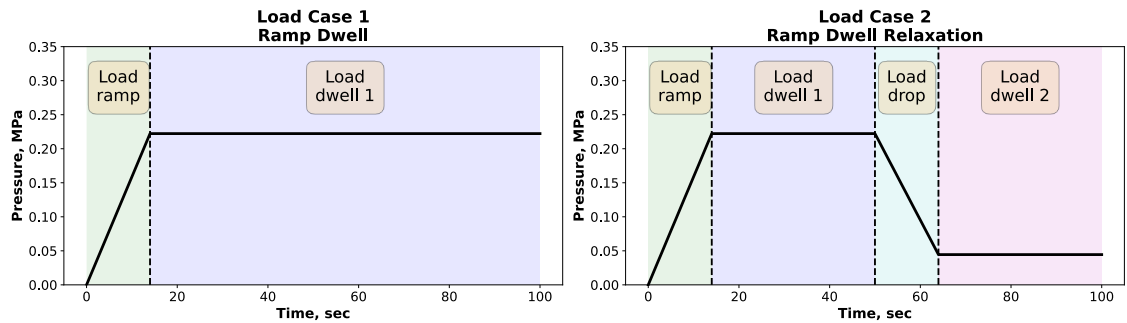 Load Case 1
Ramp Dwell
Load
ramp
Load
dwell 1
0.35
0.30
0.25
0.20
0.15
0.10
0.05
0.00
Pressure, MPa
0 20 40 60 80 100
Time, sec
Load Case 2
Ramp Dwell Relaxation
Load
ramp
Load
dwell 1
Load
drop
Load
dwell 2
0.35
0.30
0.25
0.20
0.15
0.10
0.05
0.00
Pressure, MPa
0 20 40 60 80 100
Time, sec